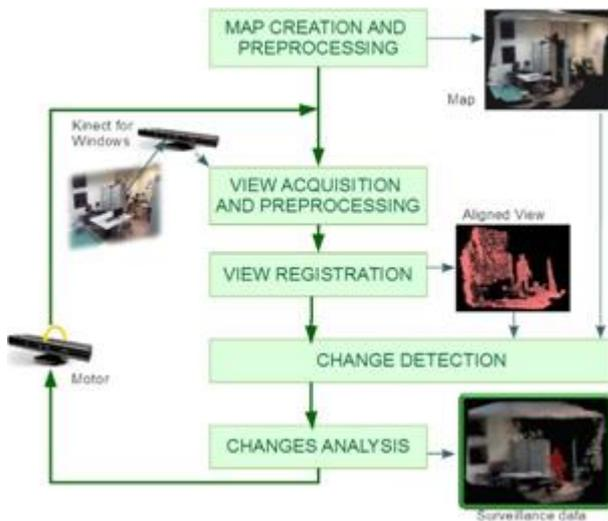 MAP CREATION AND
PREPROCESSING
Map
Kinect for
Windows
VIEW ACQUISITION
AND PREPROCESSING
Aligned View
VIEW REGISTRATION
CHANGE DETECTION
Motor
CHANGES ANALYSIS
Surveillance data